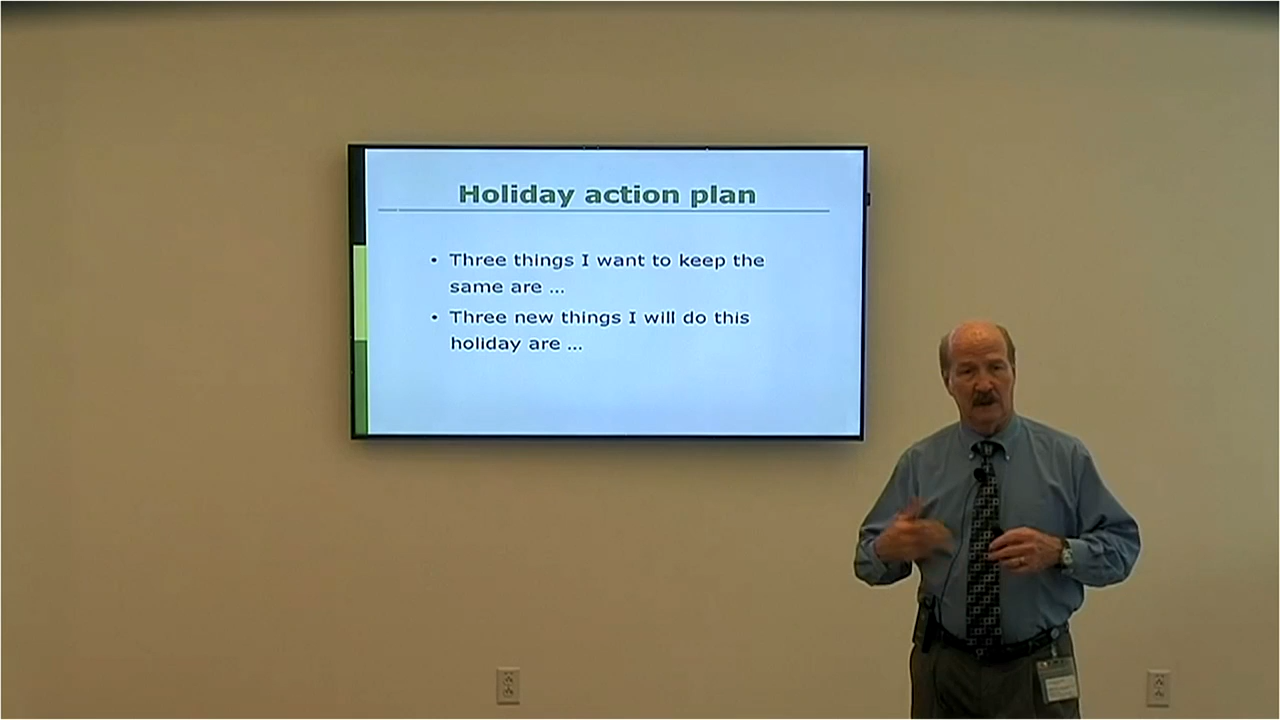 Holiday action plan
• Three things I want to keep the
same are ...
• Three new things I will do this
holiday are ...